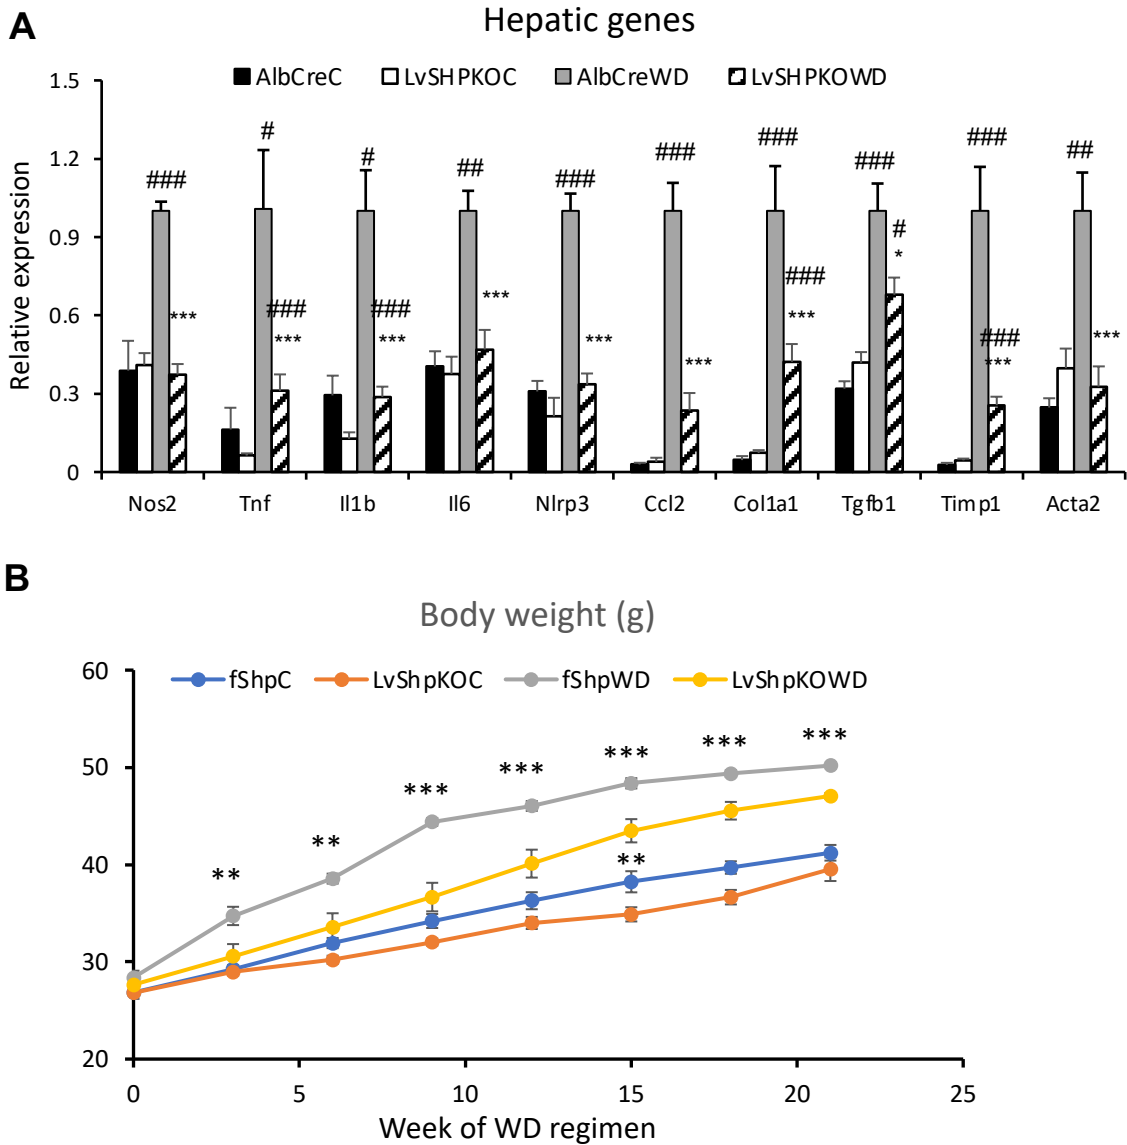 A
Hepatic genes
AlbCreC LvSHPKOC AlbCreWD LvSHPKOWD
Relative expression
1.5
1.2
0.9
0.6
0.3
0
### # # ## ### ### ### ### ### ##
*** ### *** ### *** *** *** *** ### *** # * ### *** ***
Nos2 Tnf Il1b Il6 Nlrp3 Ccl2 Col1a1 Tgfb1 Timp1 Acta2
B
Body weight (g)
fShpC LvShpKOC fShpWD LvShpKOWD
60
50
40
30
20
** ** *** *** *** *** ***
**
0 5 10 15 20 25
Week of WD regimen